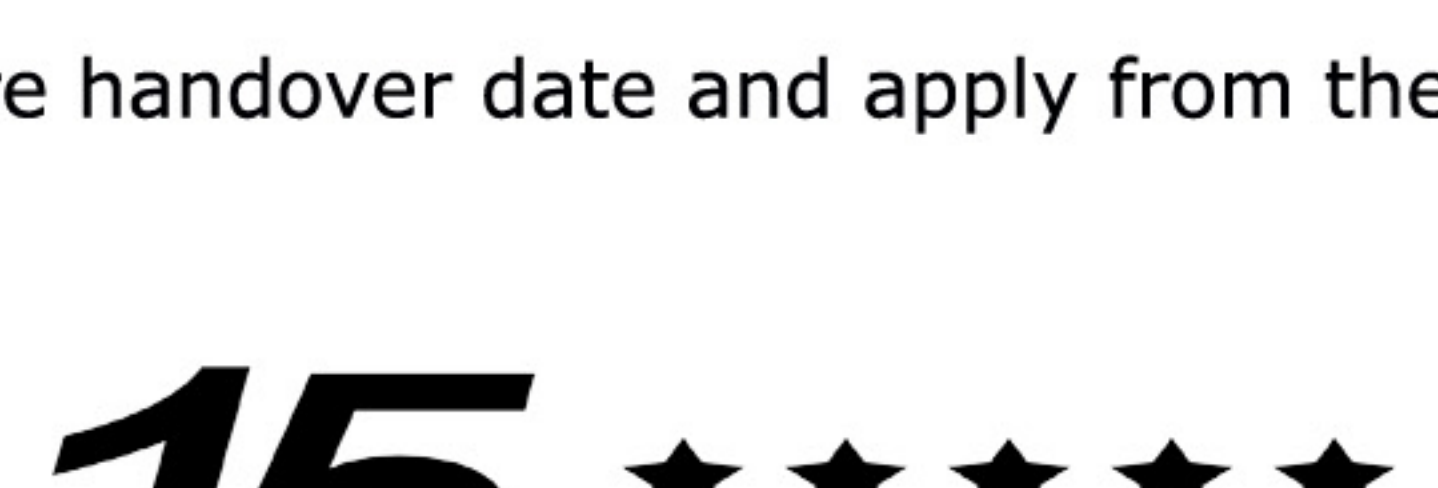 handover date and apply from the
15 ★★★★★